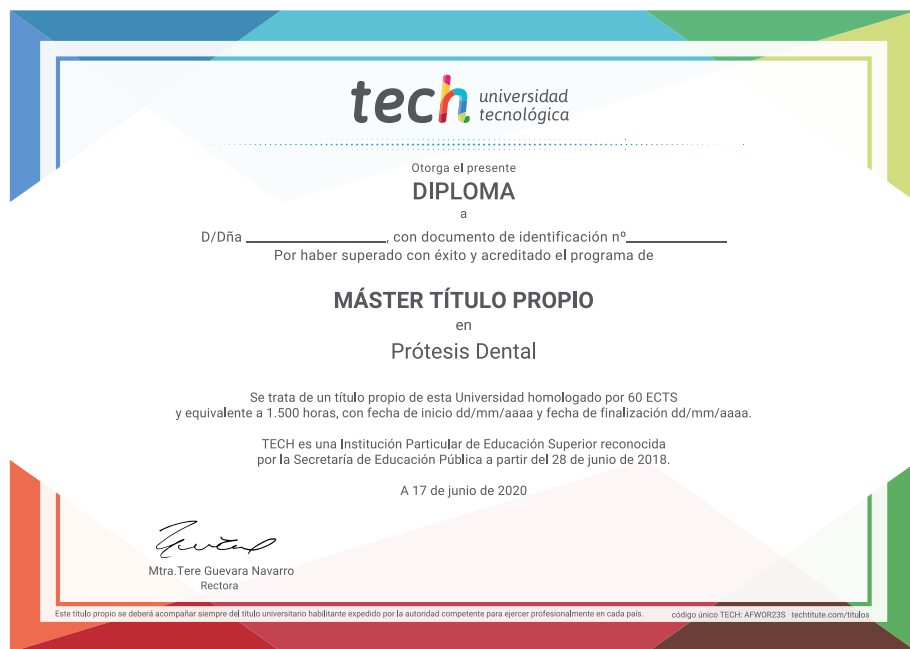 tech universidad
tecnológica
Otorga el presente
DIPLOMA
a
D/Dña ________________, con documento de identificación nº____________
Por haber superado con éxito y acreditado el programa de
MÁSTER TÍTULO PROPIO
en
Prótesis Dental
Se trata de un título propio de esta Universidad homologado por 60 ECTS
y equivalente a 1.500 horas, con fecha de inicio dd/mm/aaaa y fecha de finalización dd/mm/aaaa.
TECH es una Institución Particular de Educación Superior reconocida
por la Secretaría de Educación Pública a partir del 28 de junio de 2018.
A 17 de junio de 2020
Mtra.Tere Guevara Navarro
Rectora
Este título propio se deberá acompañar siempre del título universitario habilitante expedido por la autoridad competente para ejercer profesionalmente en cada país. código único TECH: AFWOR23S techtitute.com/titulos